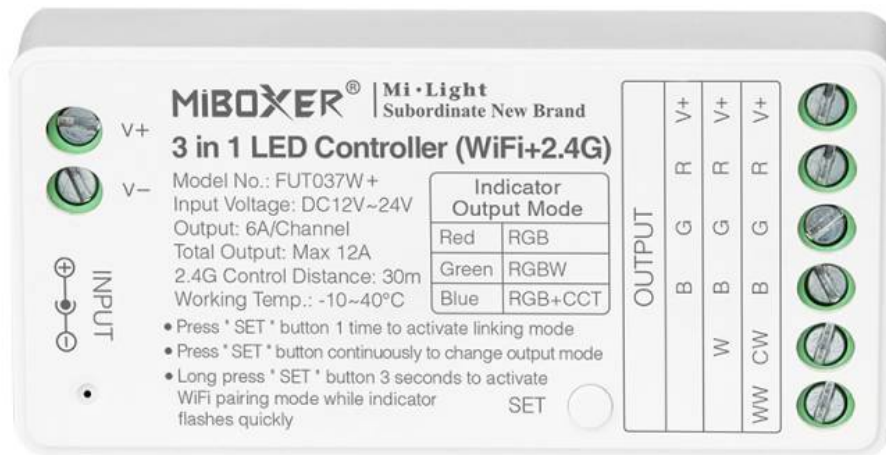 MiBOXER® | Mi·Light
Subordinate New Brand
3 in 1 LED Controller (WiFi+2.4G)
Model No.: FUT037W+
Input Voltage: DC12V~24V
Output: 6A/Channel
Total Output: Max 12A
2.4G Control Distance: 30m
Working Temp.: -10~40°C
Indicator
Output Mode
Red RGB
Green RGBW
Blue RGB+CCT
• Press "SET" button 1 time to activate linking mode
• Press "SET" button continuously to change output mode
• Long press "SET" button 3 seconds to activate
WiFi pairing mode while indicator
flashes quickly
SET
V+
V−
INPUT
⊕
⊖
OUTPUT
V+ V+ V+
R R R
G G G
B B B
W CW
WW